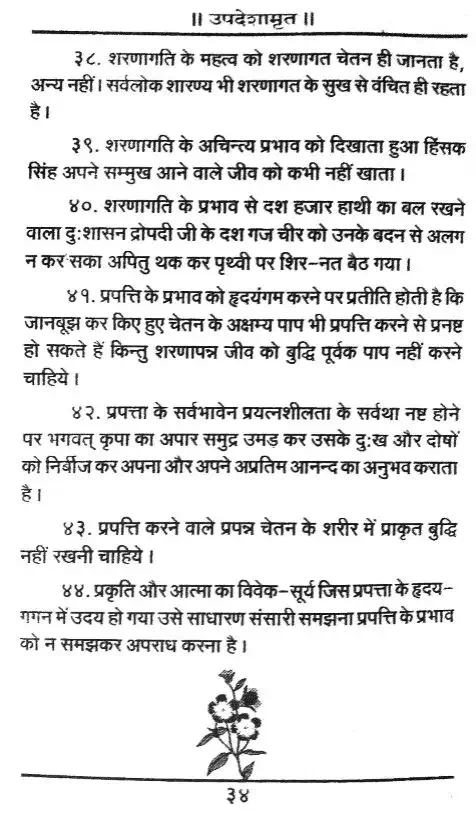 ॥ उपदेशामृत ॥
३८. शरणागति के महत्व को शरणागत चेतन ही जानता है,
अन्य नहीं। सर्वलोक शारण्य भी शरणागत के सुख से वंचित ही रहता
है।
३९. शरणागति के अचिन्त्य प्रभाव को दिखाता हुआ हिंसक
सिंह अपने सम्मुख आने वाले जीव को कभी नहीं खाता।
४०. शरणागति के प्रभाव से दश हजार हाथी का बल रखने
वाला दुःशासन द्रोपदी जी के दश गज चीर को उनके बदन से अलग
न कर सका अपितु थक कर पृथ्वी पर शिर-नत बैठ गया।
४१. प्रपत्ति के प्रभाव को हृदयंगम करने पर प्रतीति होती है कि
जानबूझ कर किए हुए चेतन के अक्षम्य पाप भी प्रपत्ति करने से प्रनष्ट
हो सकते हैं किन्तु शरणापन्न जीव को बुद्धि पूर्वक पाप नहीं करने
चाहिये।
४२. प्रपत्ता के सर्वभावेन प्रयत्नशीलता के सर्वथा नष्ट होने
पर भगवत् कृपा का अपार समुद्र उमड़ कर उसके दुःख और दोषों
को निर्बीज कर अपना और अपने अप्रतिम आनन्द का अनुभव कराता
है।
४३. प्रपत्ति करने वाले प्रपन्न चेतन के शरीर में प्राकृत बुद्धि
नहीं रखनी चाहिये।
४४. प्रकृति और आत्मा का विवेक-सूर्य जिस प्रपत्ता के हृदय-
गगन में उदय हो गया उसे साधारण संसारी समझना प्रपत्ति के प्रभाव
को न समझकर अपराध करना है।
३४